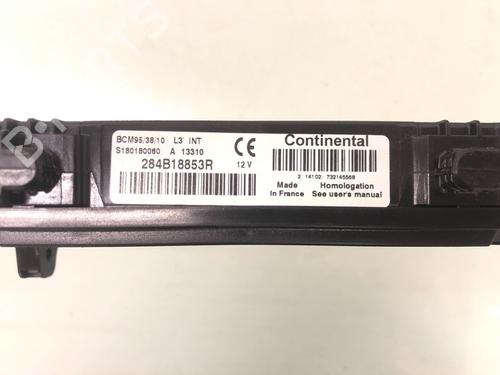 BCM95/38/10 L3 INT
S180180060 A 13310
284B18853R
CE
12 V
Continental
2: 14102: 732145568
Made Homologation
In France See user's manual